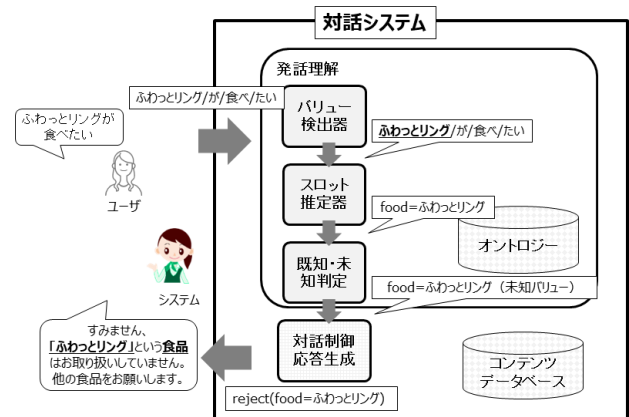 対話システム
発話理解
ふわっとリング/が/食べ/たい
バリュー
検出器
ふわっとリングが
食べたい
ふわっとリング/が/食べ/たい
ユーザ
スロット
推定器
food=ふわっとリング
オントロジー
システム
既知・未
知判定
food=ふわっとリング（未知バリュー）
すみません、
「ふわっとリング」という食品
はお取り扱いしていません。
他の食品をお願いします。
対話制御
応答生成
コンテンツ
データベース
reject(food=ふわっとリング)